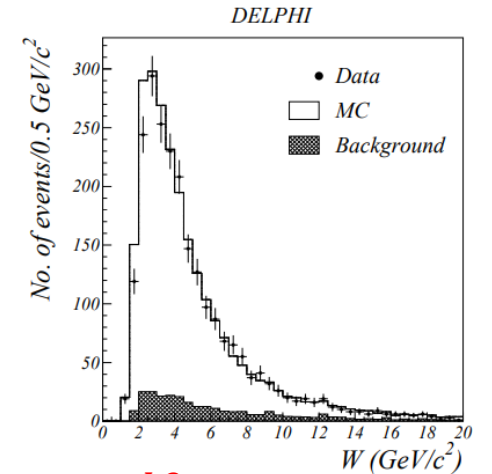 DELPHI
No. of events/0.5 GeV/c²
300
250
200
150
100
50
0
Data
MC
Background
0 2 4 6 8 10 12 14 16 18 20
W (GeV/c²)